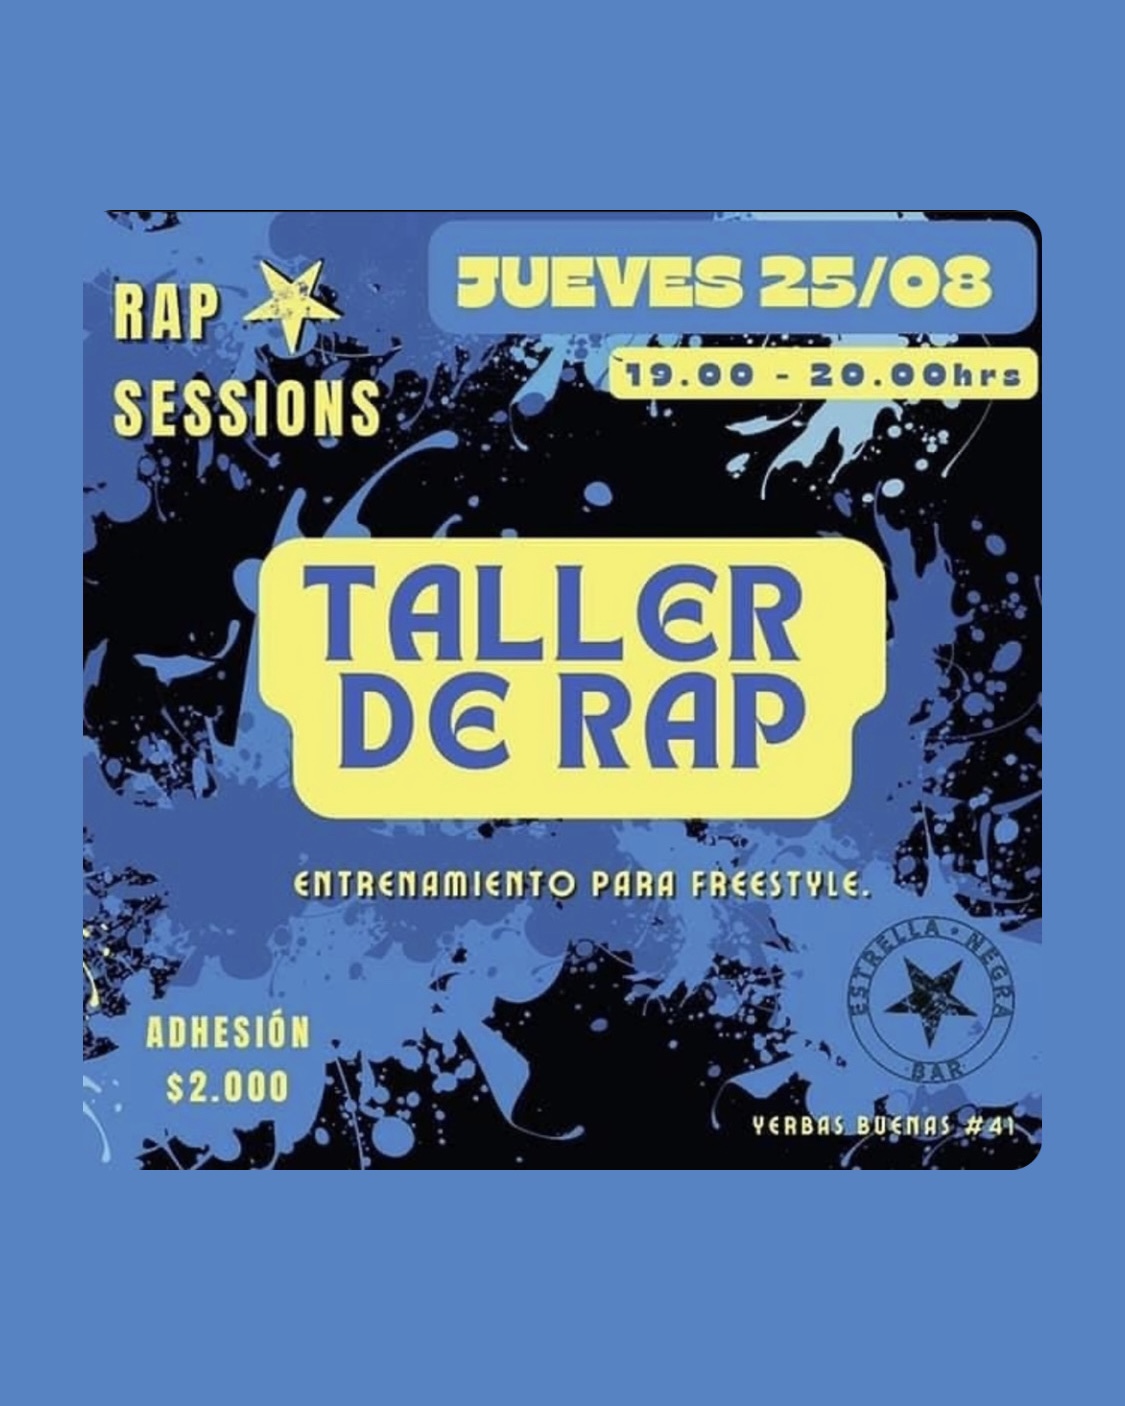 RAP
SESSIONS
JUEVES 25/08
19.00 - 20.00hrs
TALLER
DE RAP
ENTRENAMIENTO PARA FREESTYLE.
ADHESIÓN
$2.000
ESTRELLA • NEGRA
• BAR •
YERBAS BUENAS #41